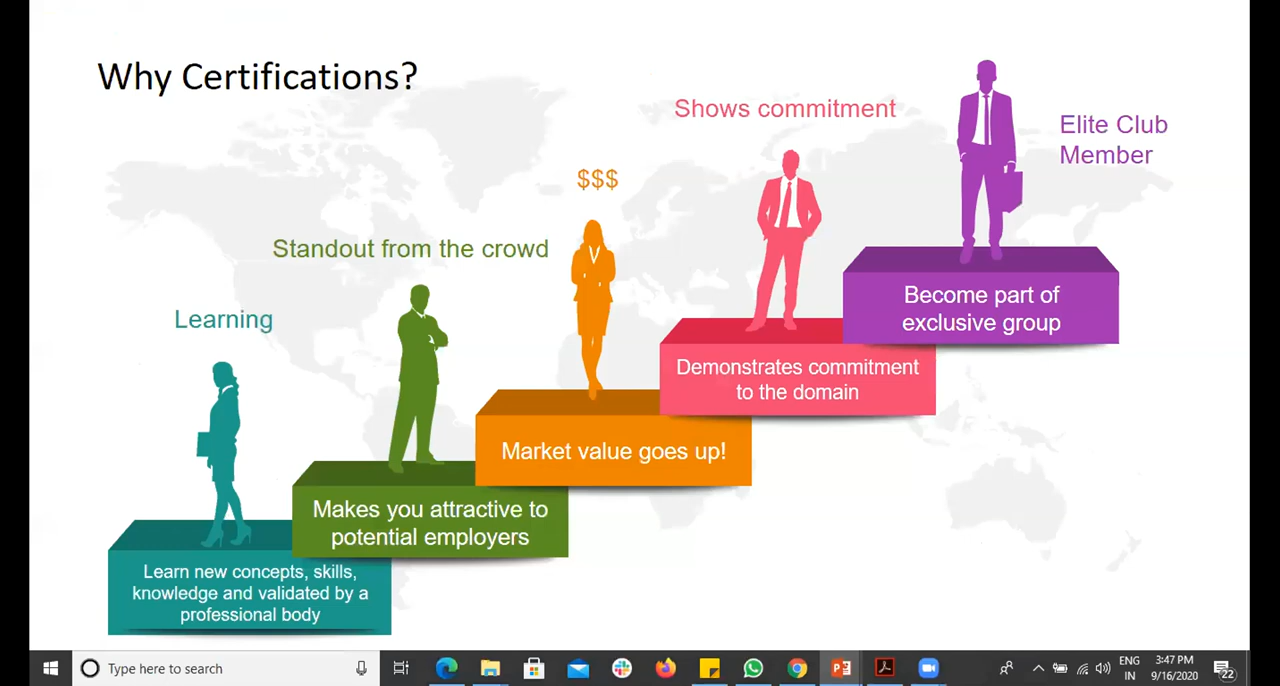 Why Certifications?
Learning
Learn new concepts, skills,
knowledge and validated by a
professional body
Standout from the crowd
Makes you attractive to
potential employers
$$$
Market value goes up!
Shows commitment
Demonstrates commitment
to the domain
Elite Club
Member
Become part of
exclusive group
Type here to search
ENG
IN
3:47 PM
9/16/2020
22